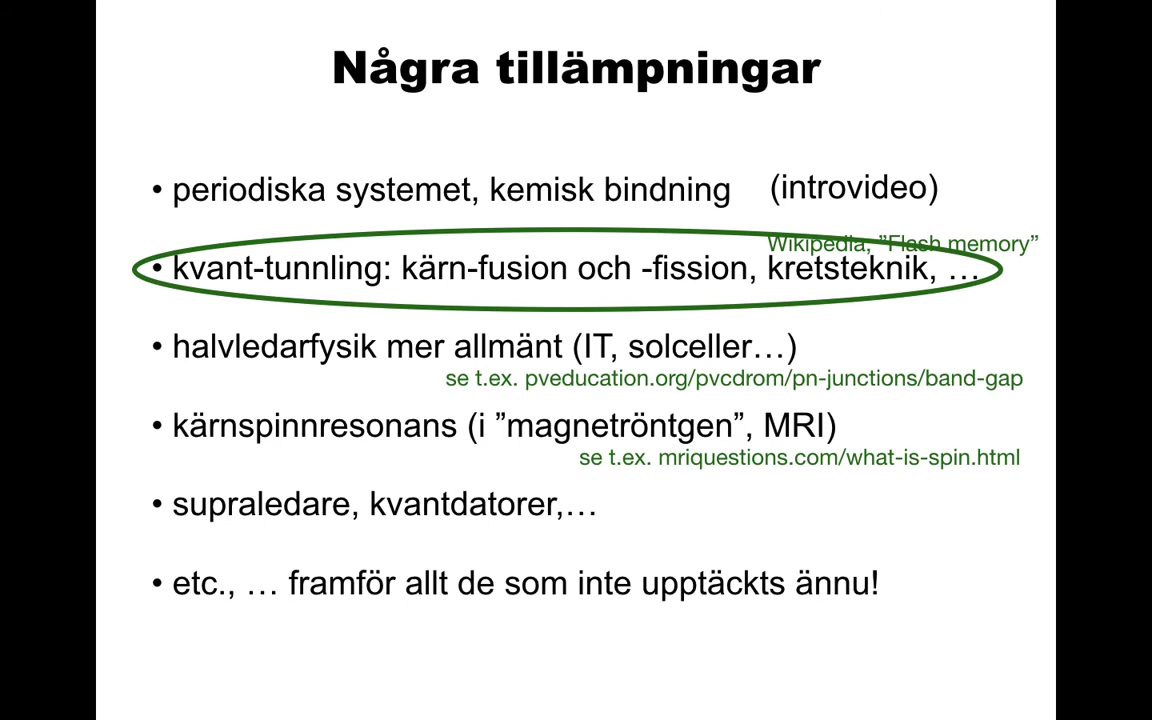 Några tillämpningar
• periodiska systemet, kemisk bindning (introvideo)
Wikipedia, ”Flash memory”
• kvant-tunnling: kärn-fusion och -fission, kretsteknik, …
• halvledarfysik mer allmänt (IT, solceller…)
se t.ex. pveducation.org/pvcdrom/pn-junctions/band-gap
• kärnspinnresonans (i ”magnetröntgen”, MRI)
se t.ex. mriquestions.com/what-is-spin.html
• supraledare, kvantdatorer,…
• etc., … framför allt de som inte upptäckts ännu!